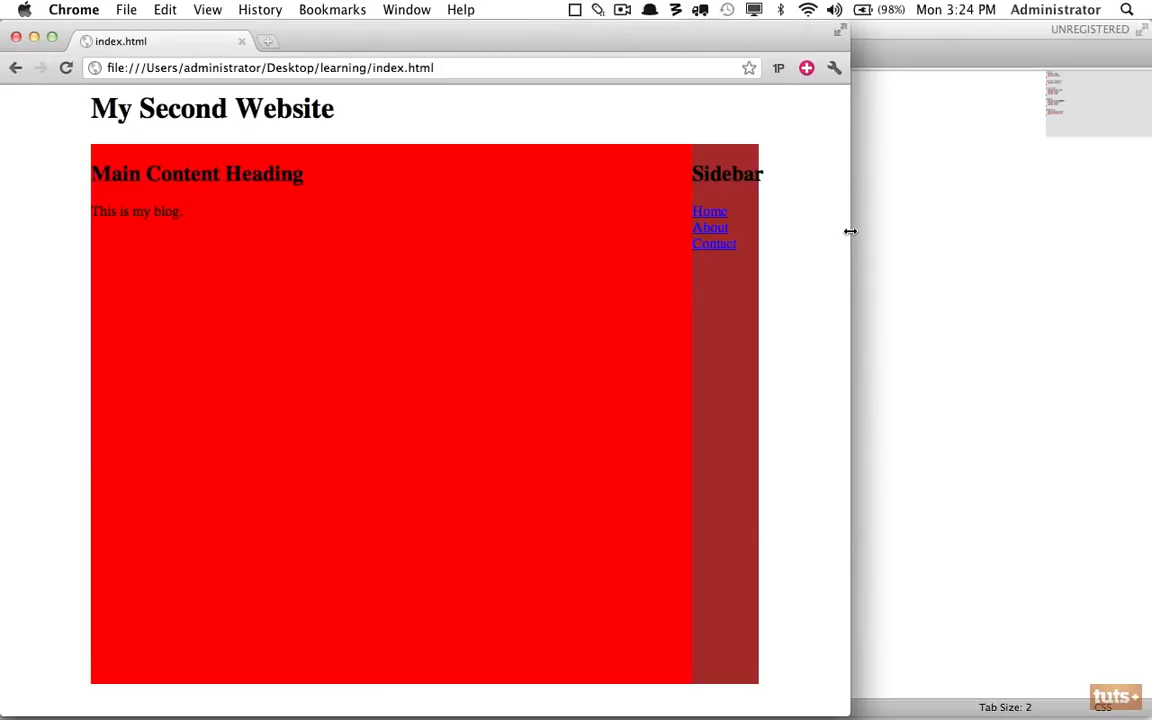 Chrome File Edit View History Bookmarks Window Help (98%) Mon 3:24 PM Administrator
UNREGISTERED
index.html
file:///Users/administrator/Desktop/learning/index.html 1P
My Second Website
Main Content Heading
Sidebar
This is my blog.
Home
About
Contact
tuts+
Tab Size: 2 CSS